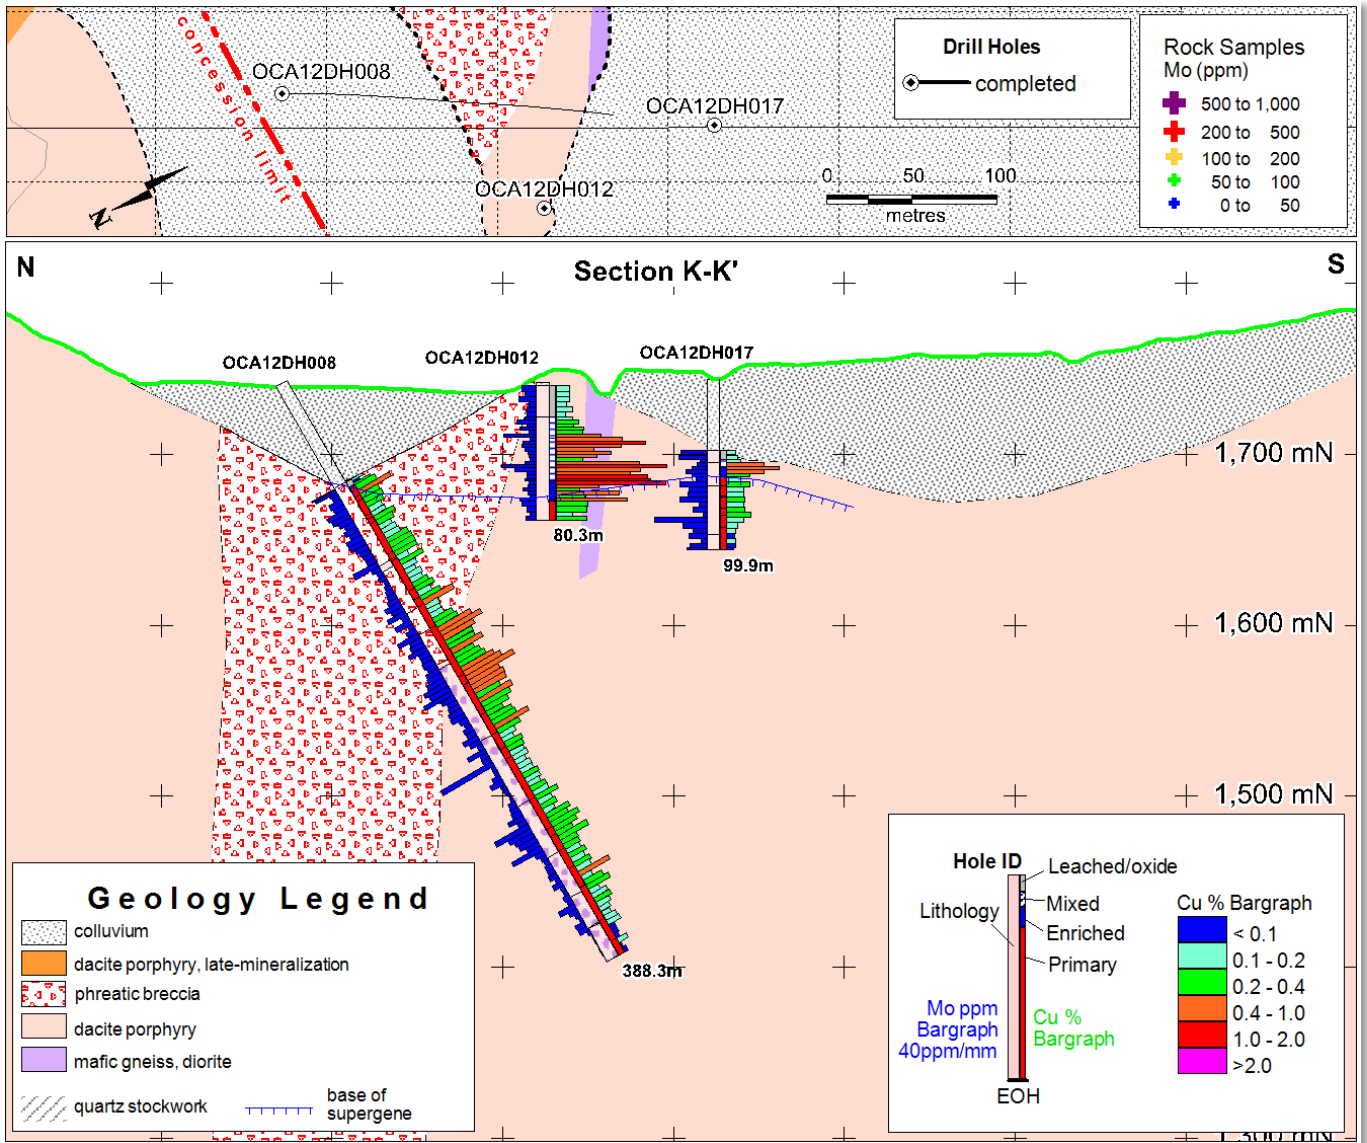 OCA12DH008
concession limit
N
OCA12DH017
OCA12DH012
Drill Holes
completed
0 50 100
metres
Rock Samples
Mo (ppm)
500 to 1,000
200 to 500
100 to 200
50 to 100
0 to 50
N
Section K-K'
S
OCA12DH008
OCA12DH012
OCA12DH017
1,700 mN
80.3m
99.9m
1,600 mN
1,500 mN
388.3m
Geology Legend
colluvium
dacite porphyry, late-mineralization
phreatic breccia
dacite porphyry
mafic gneiss, diorite
quartz stockwork
base of
supergene
Hole ID
Leached/oxide
Lithology
Mixed
Enriched
Primary
Mo ppm
Bargraph
40ppm/mm
Cu %
Bargraph
EOH
Cu % Bargraph
< 0.1
0.1 - 0.2
0.2 - 0.4
0.4 - 1.0
1.0 - 2.0
>2.0
1,300 mN